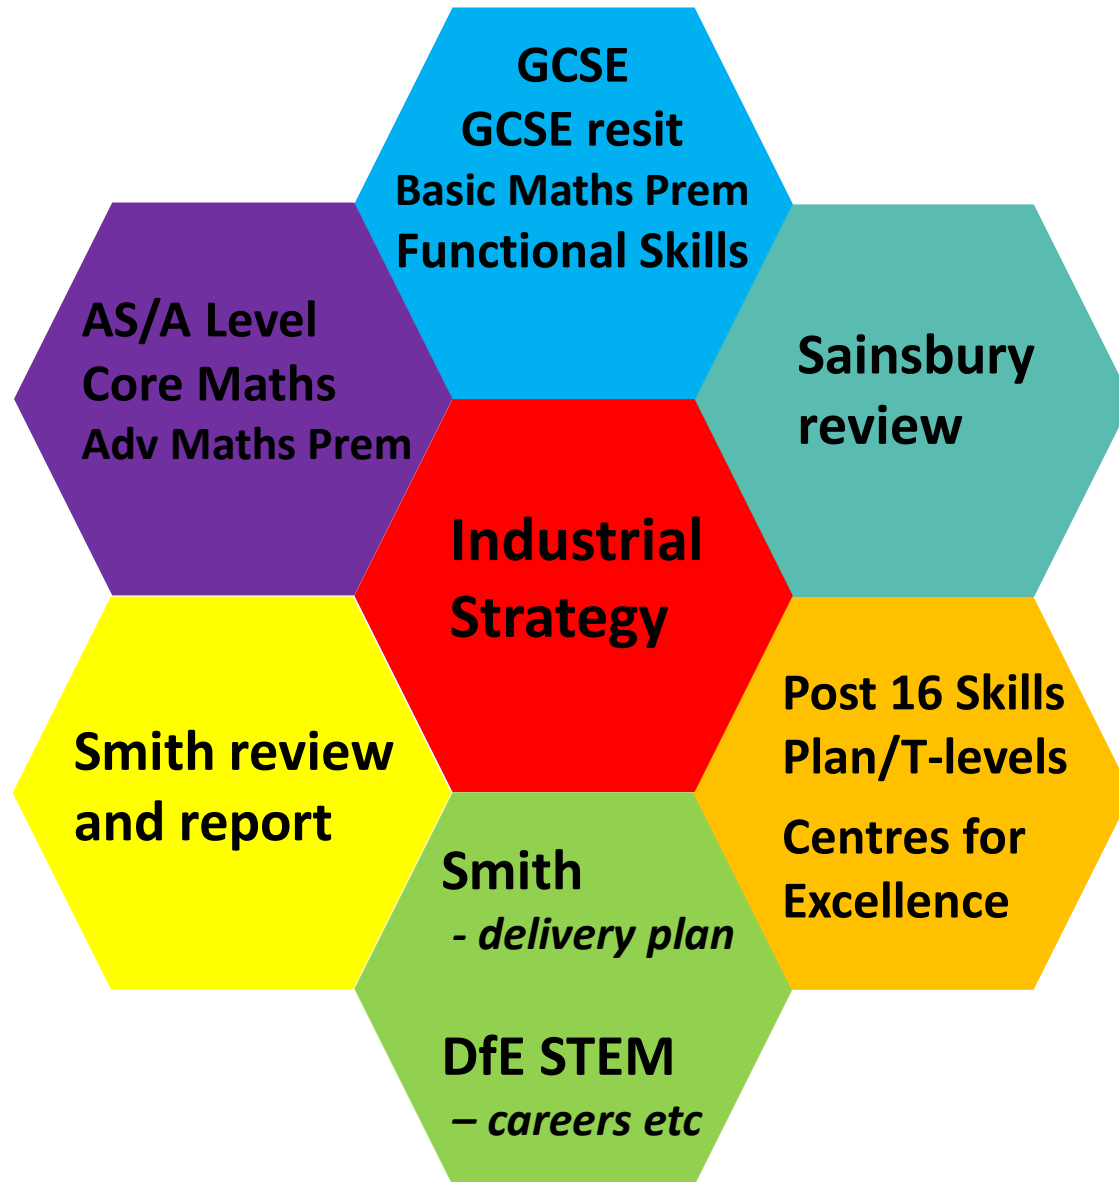 GCSE
GCSE resit
Basic Maths Prem
Functional Skills
AS/A Level
Core Maths
Adv Maths Prem
Sainsbury
review
Industrial
Strategy
Smith review
and report
Post 16 Skills
Plan/T-levels
Centres for
Excellence
Smith
- delivery plan
DfE STEM
– careers etc